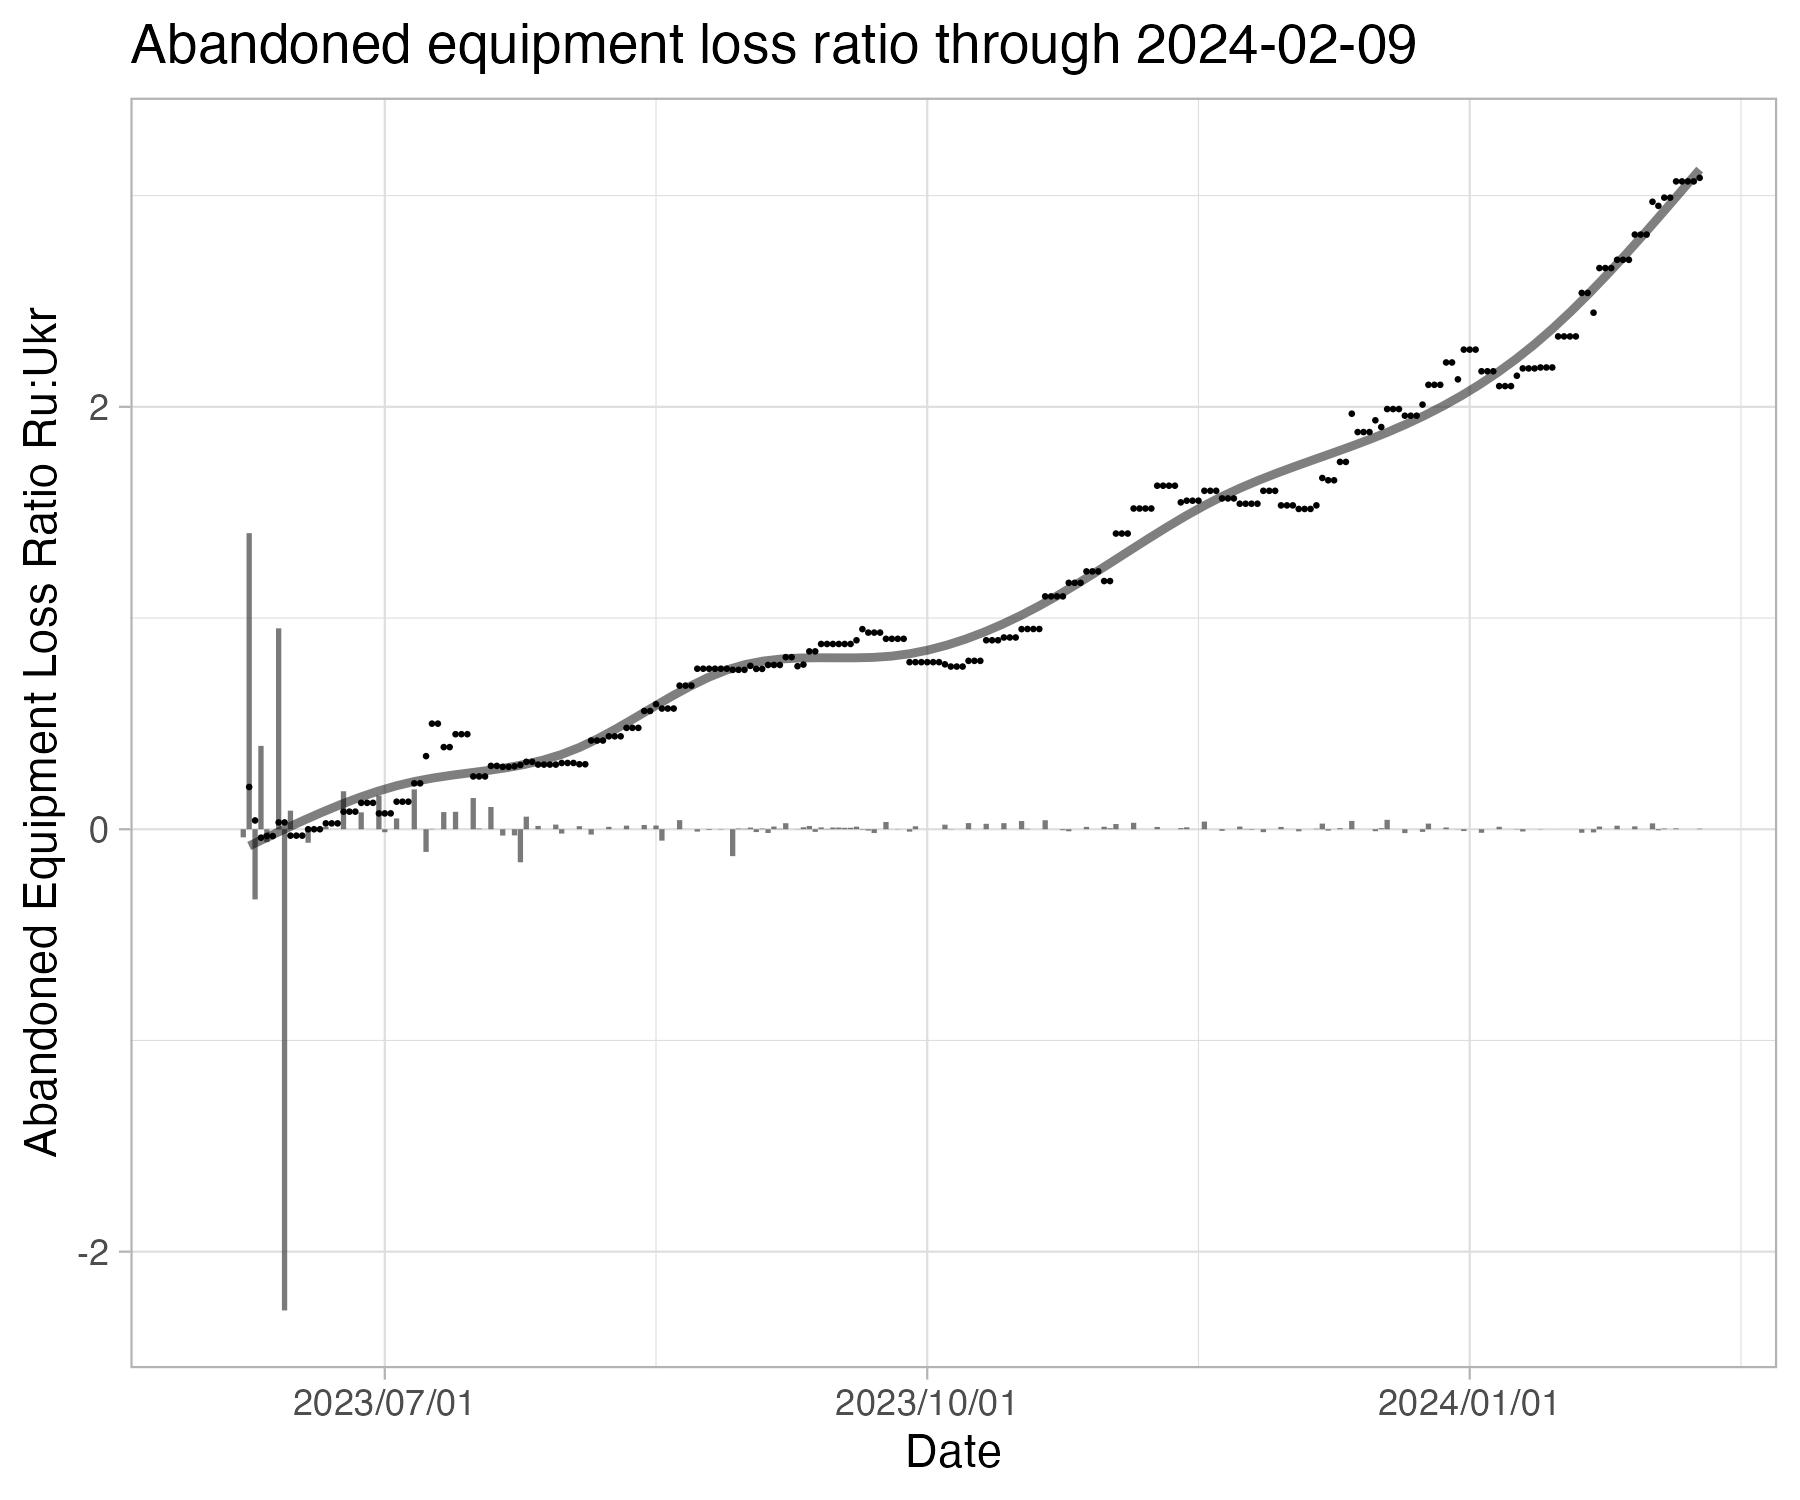 Abandoned equipment loss ratio through 2024-02-09
Abandoned Equipment Loss Ratio Ru:Ukr
2
0
-2
2023/07/01
2023/10/01
2024/01/01
Date